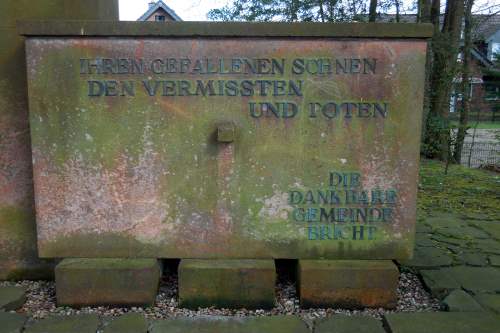 IHREN GEFALLENEN SÖHNEN
DEN VERMISSTEN
UND TOTEN
DIE
DANKBARE
GEMEINDE
BRICHT